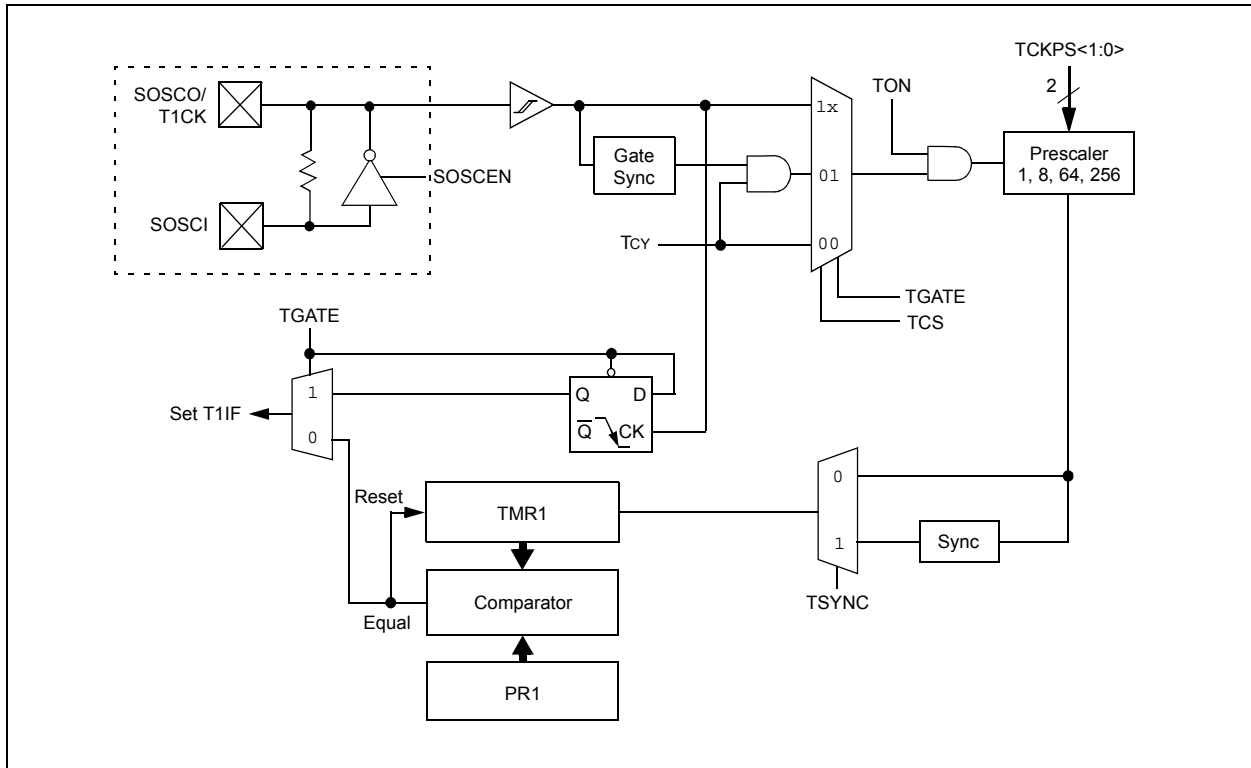 TCKPS<1:0>
SOSCO/
T1CK
TON
2
1x
Gate
Sync
Prescaler
1, 8, 64, 256
SOSCEN
01
SOSCI
TCY
00
TGATE
TCS
TGATE
1
Q
D
Set T1IF
Q
CK
0
Reset
0
TMR1
1
Sync
TSYNC
Comparator
Equal
PR1